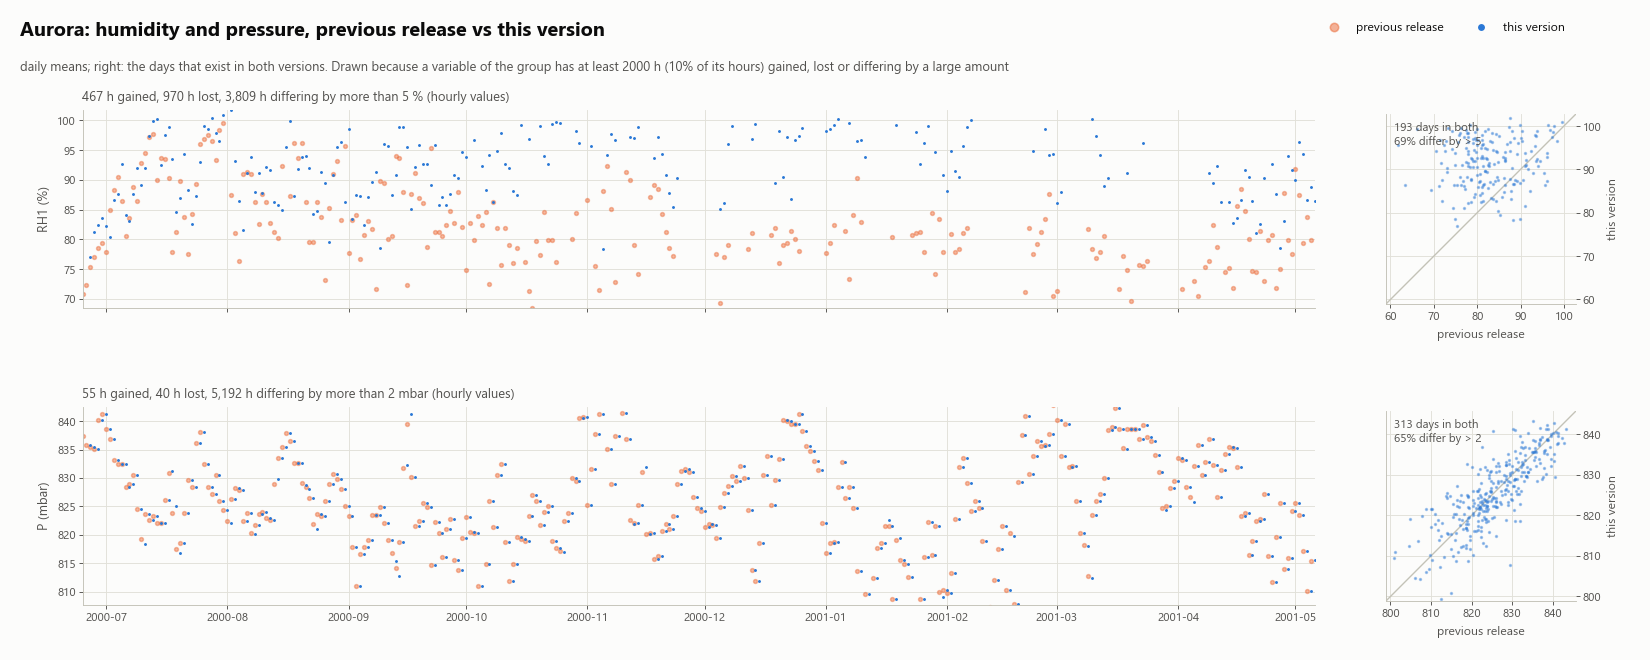 Aurora: humidity and pressure, previous release vs this version
previous release
this version
daily means; right: the days that exist in both versions. Drawn because a variable of the group has at least 2000 h (10% of its hours) gained, lost or differing by a large amount
467 h gained, 970 h lost, 3,809 h differing by more than 5 % (hourly values)
RH1 (%)
100
95
90
85
80
75
70
193 days in both
69% differ by > 5
100
90
80
70
60
this version
60 70 80 90 100
previous release
55 h gained, 40 h lost, 5,192 h differing by more than 2 mbar (hourly values)
P (mbar)
840
835
830
825
820
815
810
2000-07 2000-08 2000-09 2000-10 2000-11 2000-12 2001-01 2001-02 2001-03 2001-04 2001-05
313 days in both
65% differ by > 2
840
830
820
810
800
this version
800 810 820 830 840
previous release